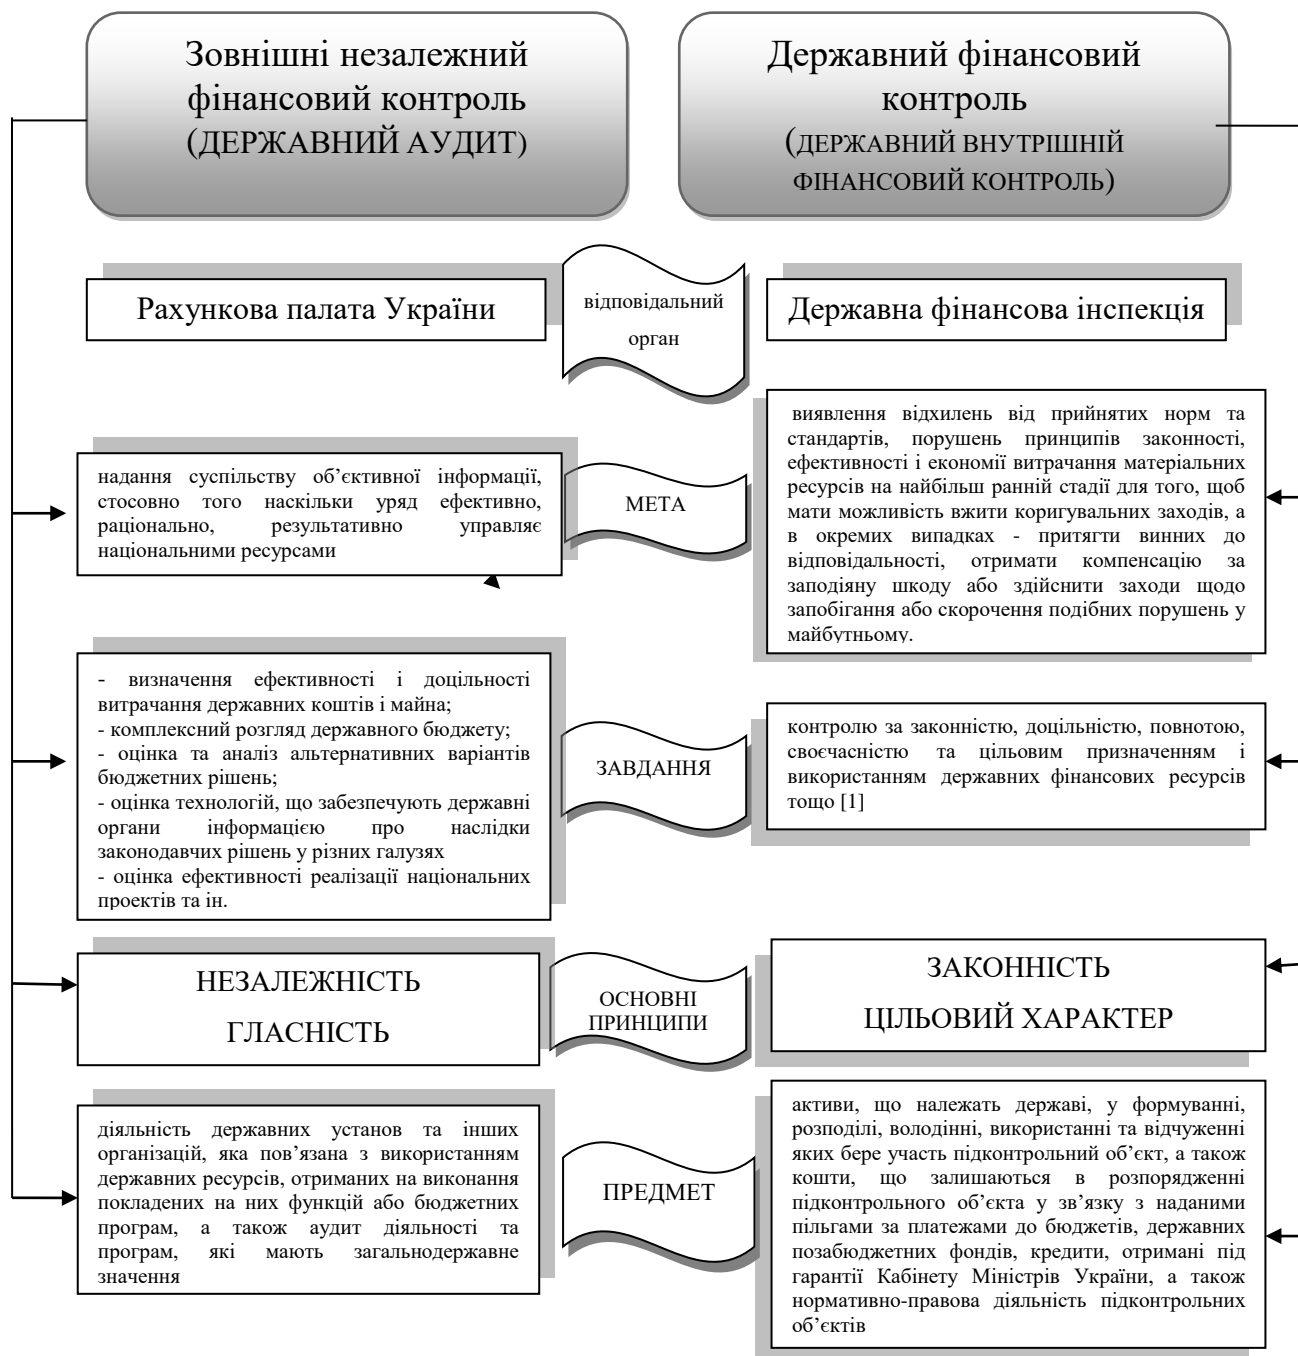 Зовнішні незалежний
фінансовий контроль
(ДЕРЖАВНИЙ АУДИТ)
Державний фінансовий
контроль
(ДЕРЖАВНИЙ ВНУТРІШНІЙ
ФІНАНСОВИЙ КОНТРОЛЬ)
Рахункова палата України
відповідальний
орган
Державна фінансова інспекція
надання суспільству об’єктивної інформації,
стосовно того наскільки уряд ефективно,
раціонально, результативно управляє
національними ресурсами
МЕТА
виявлення відхилень від прийнятих норм та
стандартів, порушень принципів законності,
ефективності і економії витрачання матеріальних
ресурсів на найбільш ранній стадії для того, щоб
мати можливість вжити коригувальних заходів, а
в окремих випадках - притягти винних до
відповідальності, отримати компенсацію за
заподіяну шкоду або здійснити заходи щодо
запобігання або скорочення подібних порушень у
майбутньому.
- визначення ефективності і доцільності
витрачання державних коштів і майна;
- комплексний розгляд державного бюджету;
- оцінка та аналіз альтернативних варіантів
бюджетних рішень;
- оцінка технологій, що забезпечують державні
органи інформацією про наслідки
законодавчих рішень у різних галузях
- оцінка ефективності реалізації національних
проектів та ін.
ЗАВДАННЯ
контролю за законністю, доцільністю, повнотою,
своєчасністю та цільовим призначенням і
використанням державних фінансових ресурсів
тощо [1]
НЕЗАЛЕЖНІСТЬ
ГЛАСНІСТЬ
ОСНОВНІ
ПРИНЦИПИ
ЗАКОННІСТЬ
ЦІЛЬОВИЙ ХАРАКТЕР
діяльність державних установ та інших
організацій, яка пов’язана з використанням
державних ресурсів, отриманих на виконання
покладених на них функцій або бюджетних
програм, а також аудит діяльності та
програм, які мають загальнодержавне
значення
ПРЕДМЕТ
активи, що належать державі, у формуванні,
розподілі, володінні, використанні та відчуженні
яких бере участь підконтрольний об’єкт, а також
кошти, що залишаються в розпорядженні
підконтрольного об’єкта у зв’язку з наданими
пільгами за платежами до бюджетів, державних
позабюджетних фондів, кредити, отримані під
гарантії Кабінету Міністрів України, а також
нормативно-правова діяльність підконтрольних
об’єктів